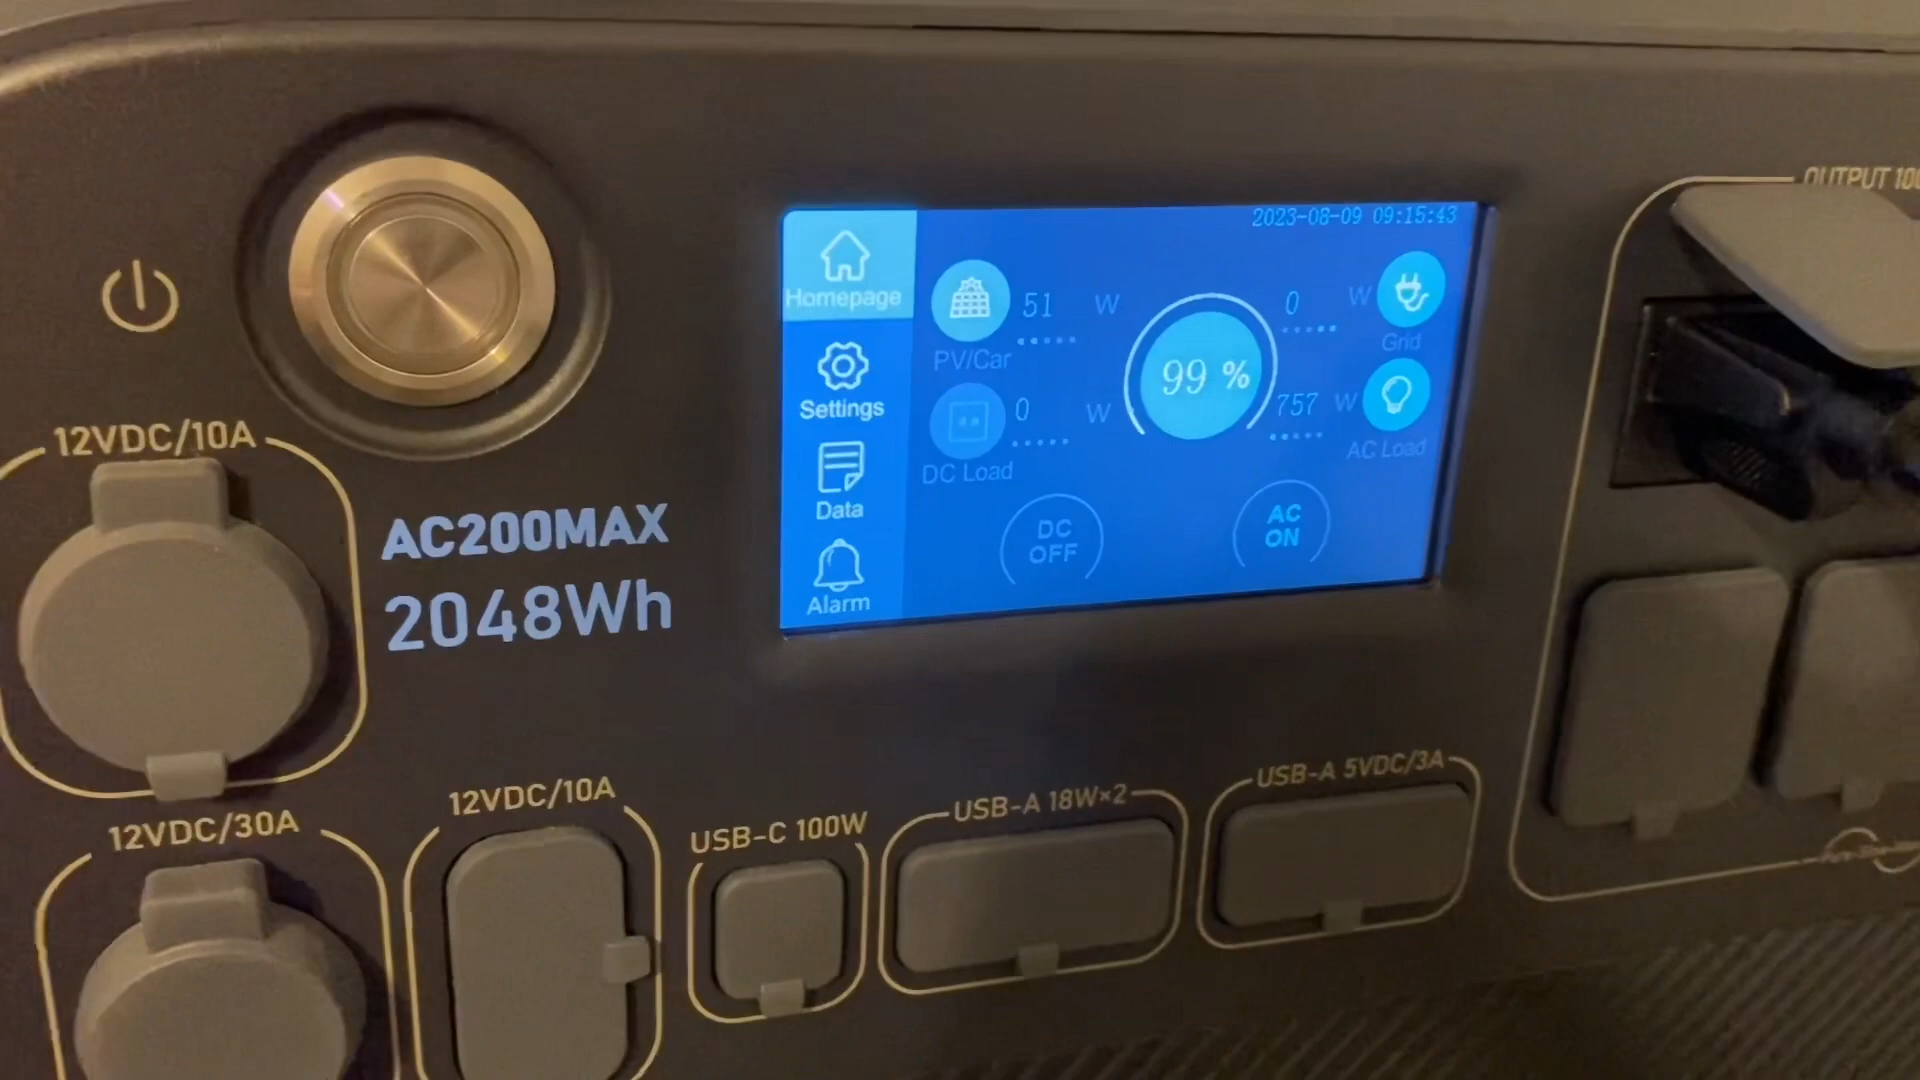 2023-08-09 09:15:43
Homepage
51 W
PV/Car
0 W
Grid
99 %
Settings
0 W
DC Load
757 W
AC Load
Data
DC
OFF
AC
ON
Alarm
12VDC/10A
AC200MAX
2048Wh
12VDC/30A
12VDC/10A
USB-C 100W
USB-A 18W×2
USB-A 5VDC/3A
OUTPUT